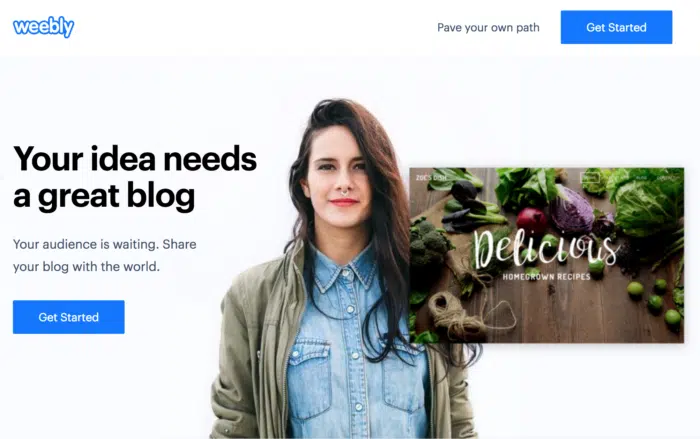 weebly
Pave your own path
Get Started
Your idea needs
a great blog
Your audience is waiting. Share
your blog with the world.
Get Started
ZOE'S DISH
Delicious
HOMEGROWN RECIPES